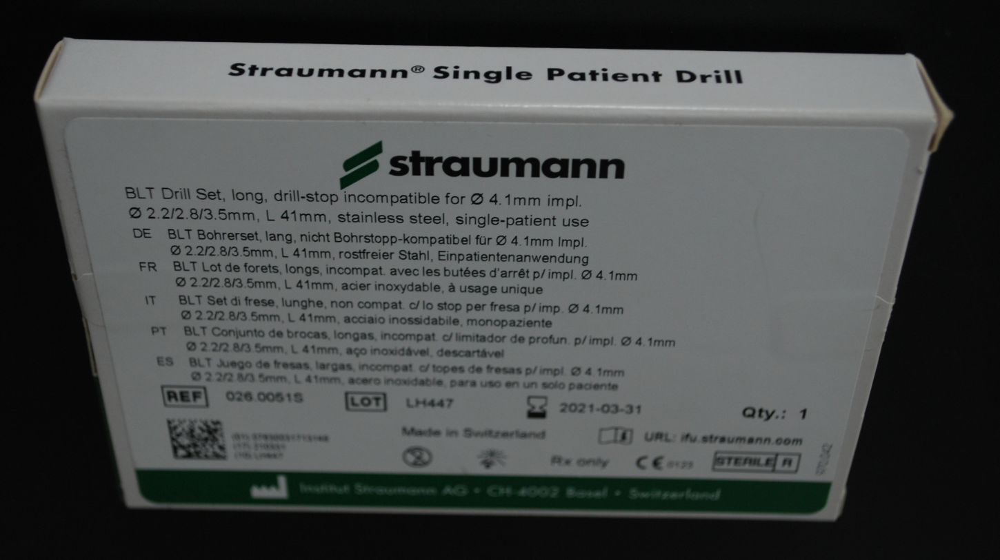 Straumann® Single Patient Drill
straumann
BLT Drill Set, long, drill-stop incompatible for Ø 4.1mm impl.
Ø 2.2/2.8/3.5mm, L 41mm, stainless steel, single-patient use
DE BLT Bohrerset, lang, nicht Bohrstopp-kompatibel für Ø 4.1mm Impl.
Ø 2.2/2.8/3.5mm, L 41mm, rostfreier Stahl, Einpatientenanwendung
FR BLT Lot de forets, longs, incompat. avec les butées d'arrêt p/ impl. Ø 4.1mm
Ø 2.2/2.8/3.5mm, L 41mm, acier inoxydable, à usage unique
IT BLT Set di frese, lunghe, non compat. c/ lo stop per fresa p/ imp. Ø 4.1mm
Ø 2.2/2.8/3.5mm, L 41mm, acciaio inossidabile, monopaziente
PT BLT Conjunto de brocas, longas, incompat. c/ limitador de profun. p/ impl. Ø 4.1mm
Ø 2.2/2.8/3.5mm, L 41mm, aço inoxidável, descartável
ES BLT Juego de fresas, largas, incompat. c/ topes de fresas p/ impl. Ø 4.1mm
Ø 2.2/2.8/3.5mm, L 41mm, acero inoxidable, para uso en un solo paciente
REF 026.0051S LOT LH447 2021-03-31 Qty.: 1
Made in Switzerland URL: ifu.straumann.com
(17) 210331
(10) LH447
Rx only CE 0123 STERILE R
Institut Straumann AG • CH-4002 Basel • Switzerland